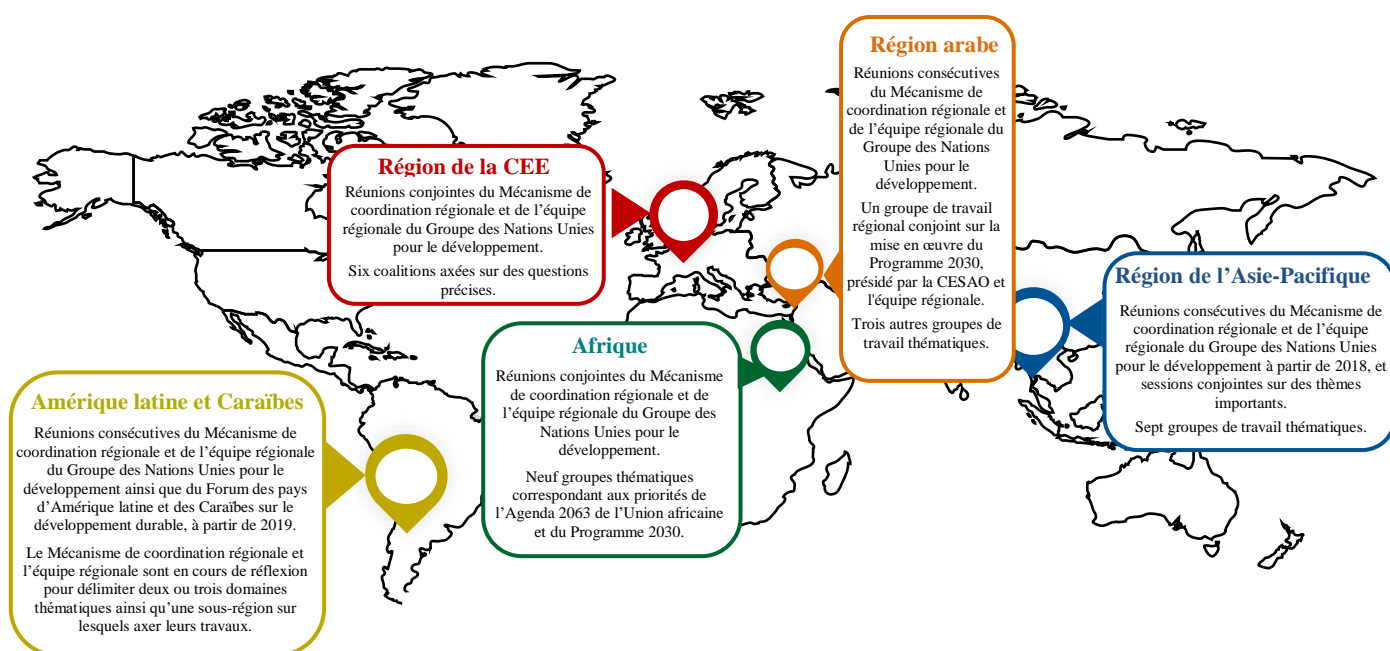 Région arabe
Réunions consécutives
du Mécanisme de
coordination régionale et
de l’équipe régionale du
Groupe des Nations
Unies pour le
développement.
Un groupe de travail
régional conjoint sur la
mise en œuvre du
Programme 2030,
présidé par la CESAO et
l'équipe régionale.
Trois autres groupes de
travail thématiques.
Région de la CEE
Réunions conjointes du Mécanisme de
coordination régionale et de l’équipe
régionale du Groupe des Nations Unies
pour le développement.
Six coalitions axées sur des questions
précises.
Région de l’Asie-Pacifique
Réunions consécutives du Mécanisme de
coordination régionale et de l’équipe
régionale du Groupe des Nations Unies
pour le développement à partir de 2018, et
sessions conjointes sur des thèmes
importants.
Sept groupes de travail thématiques.
Afrique
Réunions conjointes du Mécanisme
de coordination régionale et de
l’équipe régionale du Groupe des
Nations Unies pour le
développement.
Neuf groupes thématiques
correspondant aux priorités de
l’Agenda 2063 de l’Union africaine
et du Programme 2030.
Amérique latine et Caraïbes
Réunions consécutives du Mécanisme de
coordination régionale et de l’équipe régionale
du Groupe des Nations Unies pour le
développement ainsi que du Forum des pays
d’Amérique latine et des Caraïbes sur le
développement durable, à partir de 2019.
Le Mécanisme de coordination régionale et
l’équipe régionale sont en cours de réflexion
pour délimiter deux ou trois domaines
thématiques ainsi qu’une sous-région sur
lesquels axer leurs travaux.